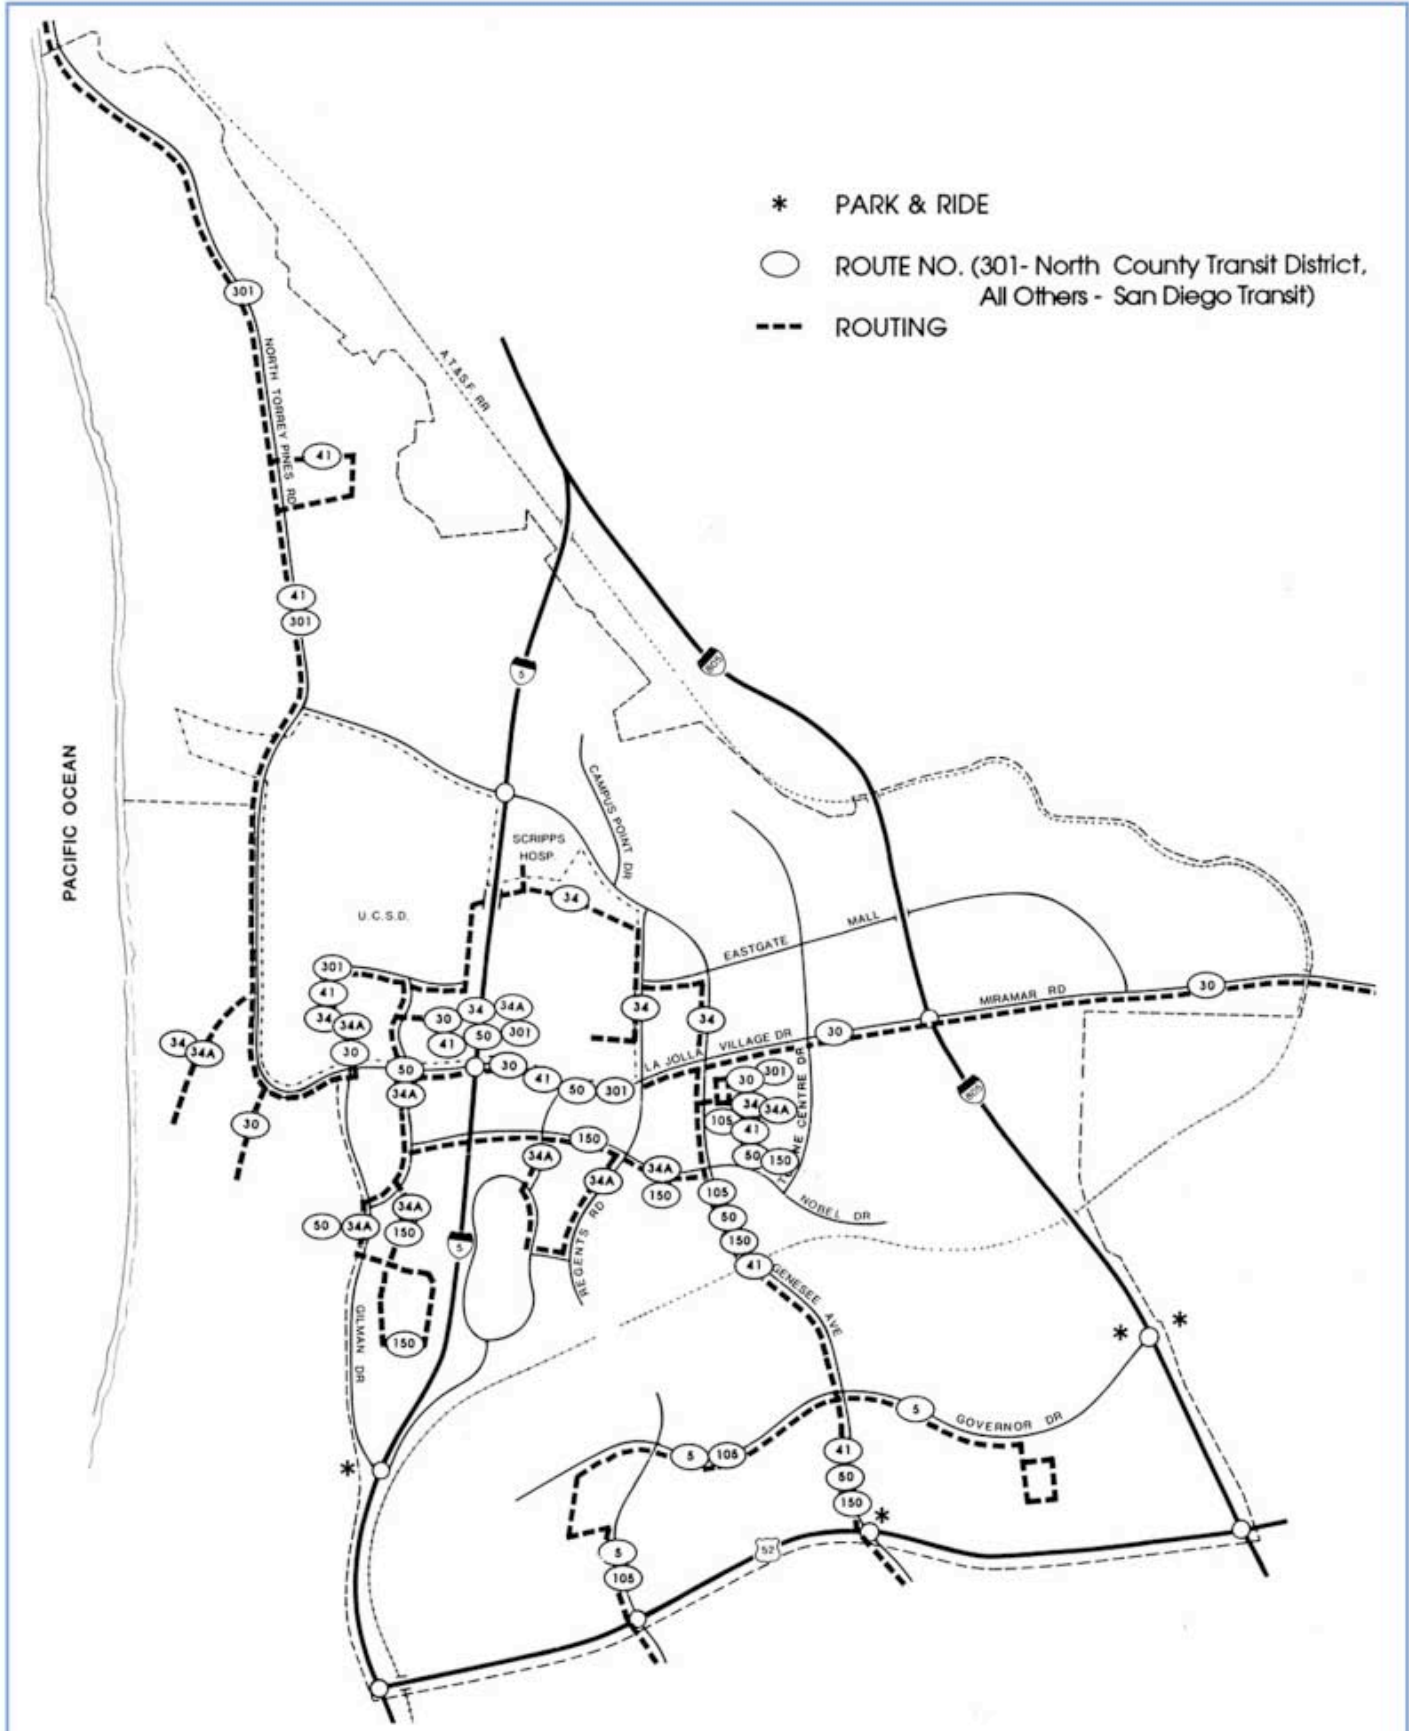 * PARK & RIDE
ROUTE NO. (301- North County Transit District,
All Others - San Diego Transit)
ROUTING
301
NORTH TORREY PINES RD
A.T.&S.F. RR
41
41
301
5
805
PACIFIC OCEAN
CAMPUS POINT DR
SCRIPPS
HOSP.
34
U.C.S.D.
EASTGATE MALL
301
41
34
34A
30
34
34A
30
34
34A
41
50
301
34
34
MIRAMAR RD
30
LA JOLLA VILLAGE DR
30
34
34A
30
50
34A
30
41
50
301
30
301
34
34A
105
41
50
150
TOWNE CENTRE DR
805
150
34A
34A
34A
150
105
50
150
41
NOBEL DR
50
34A
34A
150
5
REGENTS RD
GENESEE AVE
GILMAN DR
150
*
*
*
5
GOVERNOR DR
5
105
41
50
150
*
52
5
105